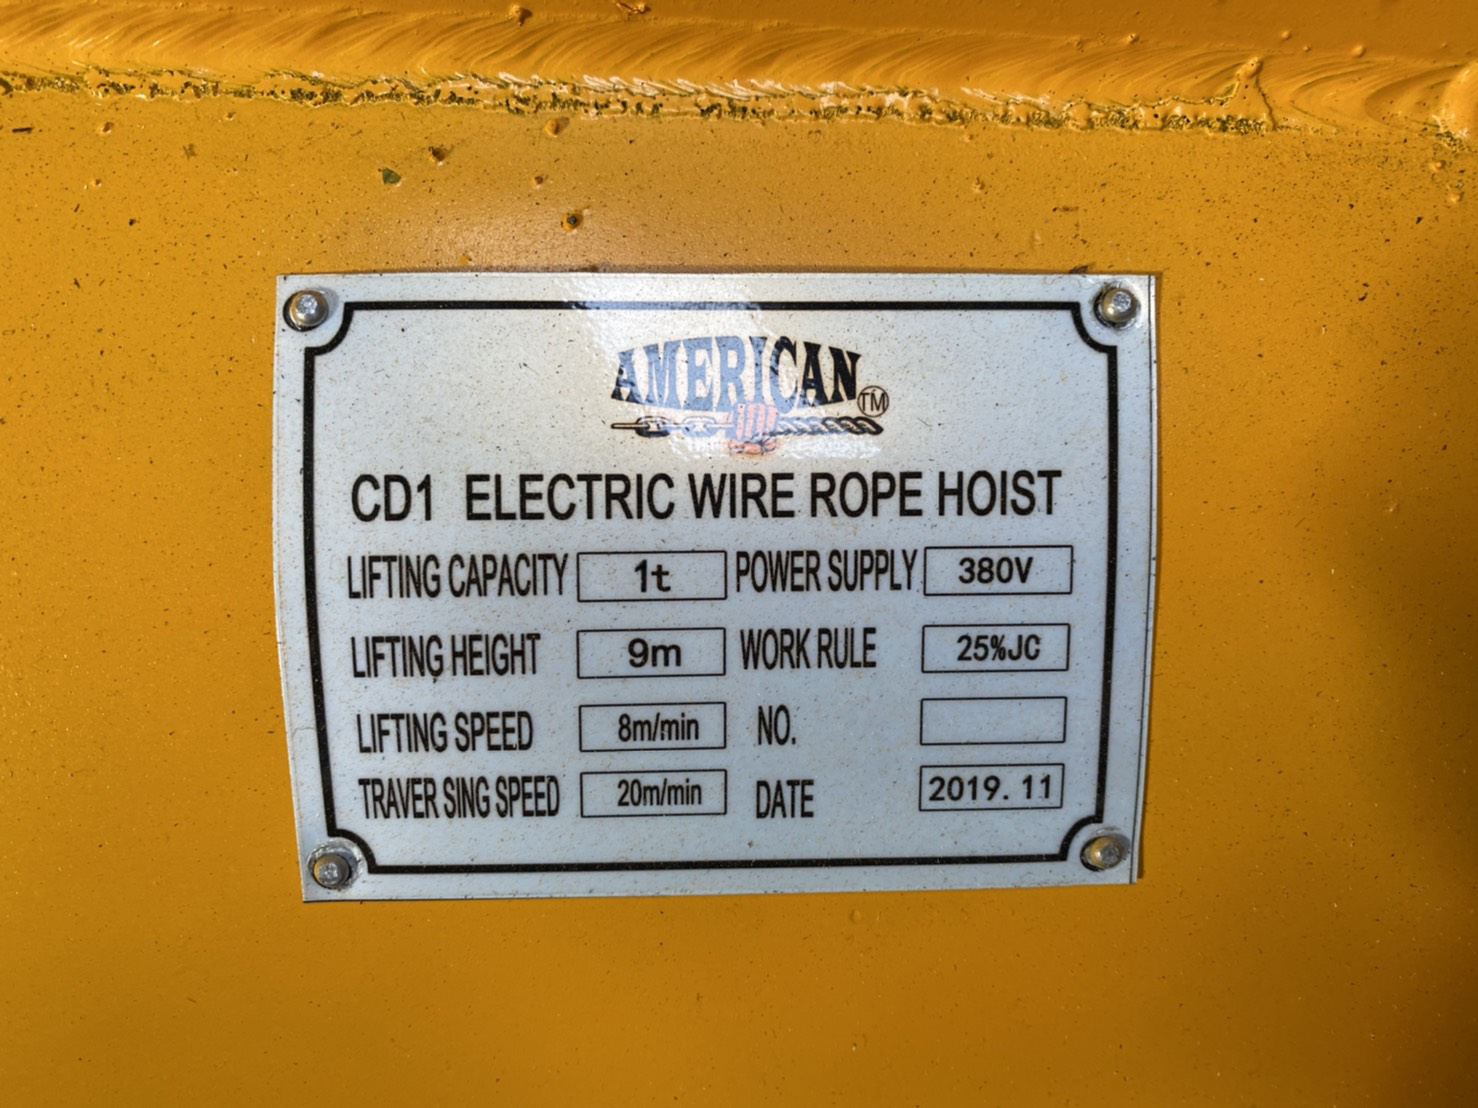 AMERICAN
TM
CD1 ELECTRIC WIRE ROPE HOIST
LIFTING CAPACITY 1t POWER SUPPLY 380V
LIFTING HEIGHT 9m WORK RULE 25%JC
LIFTING SPEED 8m/min NO.
TRAVER SING SPEED 20m/min DATE 2019.11